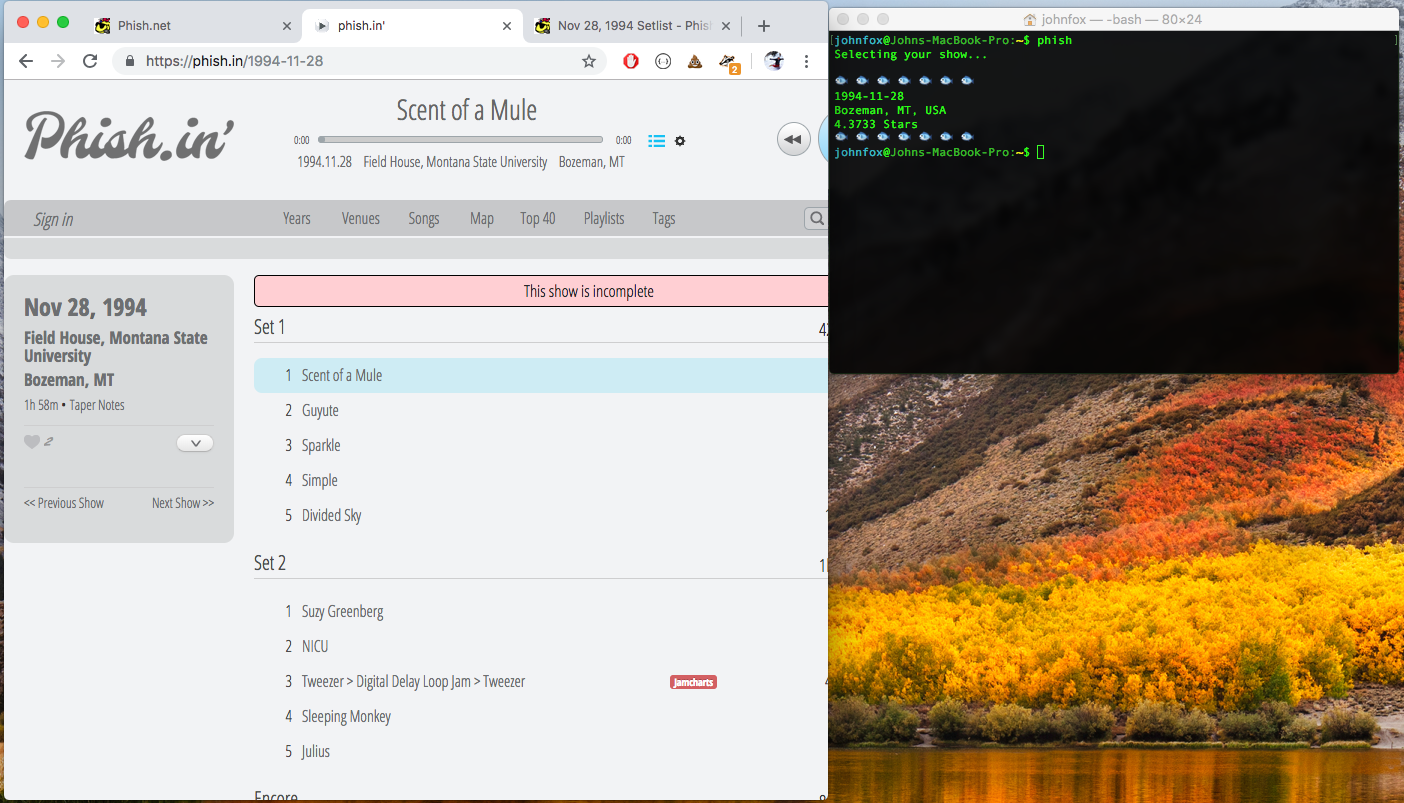 Phish.net
phish.in'
Nov 28, 1994 Setlist - Phis
https://phish.in/1994-11-28
2
Phish.in'
Scent of a Mule
0:00
0:00
1994.11.28 Field House, Montana State University Bozeman, MT
Sign in
Years
Venues
Songs
Map
Top 40
Playlists
Tags
Nov 28, 1994
Field House, Montana State
University
Bozeman, MT
1h 58m • Taper Notes
2
<< Previous Show
Next Show >>
This show is incomplete
Set 1
1 Scent of a Mule
2 Guyute
3 Sparkle
4 Simple
5 Divided Sky
Set 2
1 Suzy Greenberg
2 NICU
3 Tweezer > Digital Delay Loop Jam > Tweezer Jamcharts
4 Sleeping Monkey
5 Julius
Encore
johnfox — -bash — 80×24
[johnfox@Johns-MacBook-Pro:~$ phish ]
Selecting your show...
1994-11-28
Bozeman, MT, USA
4.3733 Stars
johnfox@Johns-MacBook-Pro:~$